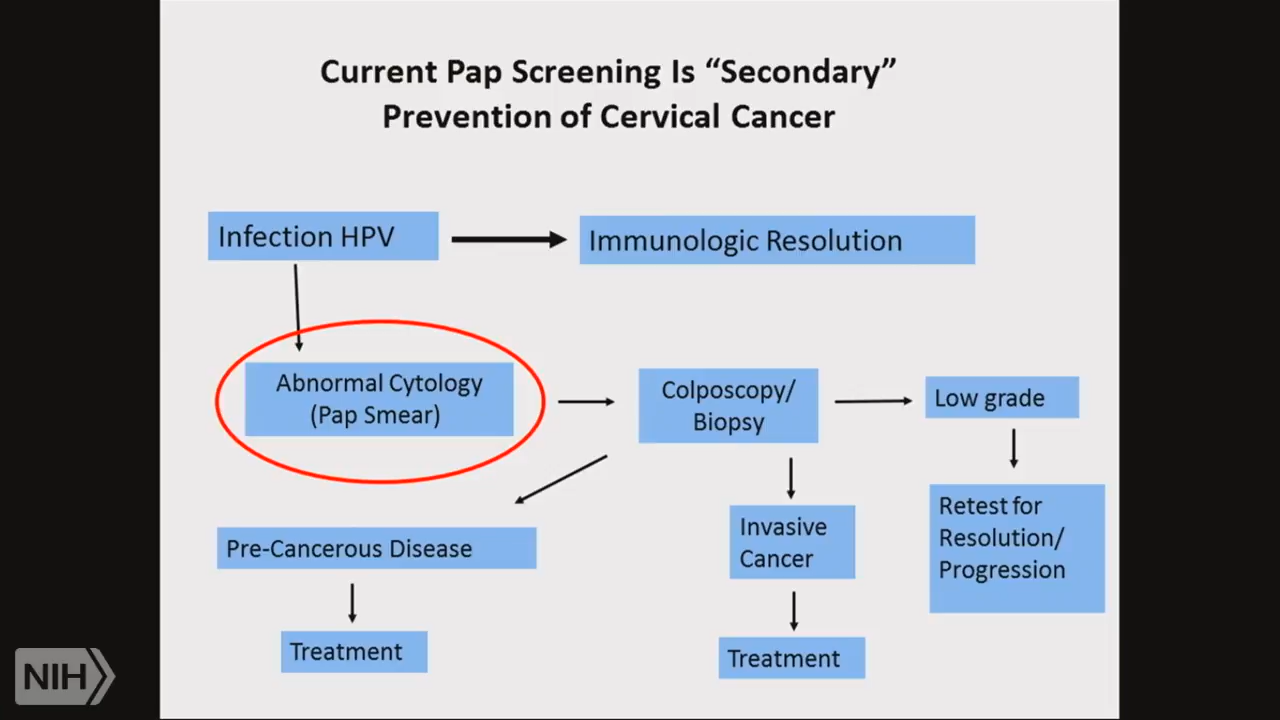 Current Pap Screening Is “Secondary”
Prevention of Cervical Cancer
Infection HPV
Immunologic Resolution
Abnormal Cytology
(Pap Smear)
Colposcopy/
Biopsy
Low grade
Pre-Cancerous Disease
Invasive
Cancer
Retest for
Resolution/
Progression
Treatment
Treatment
NIH